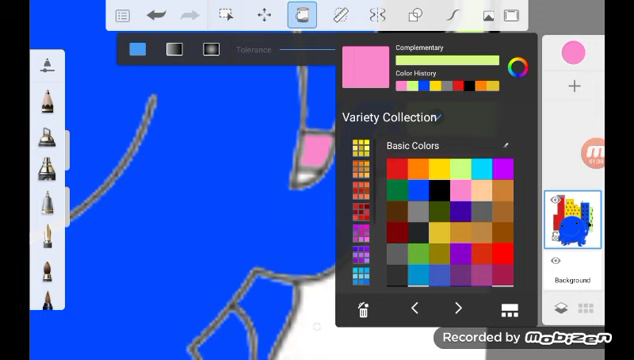 Tolerance
Complementary
Color History
Variety Collection
Basic Colors
Background
Recorded by
MOBIZEN